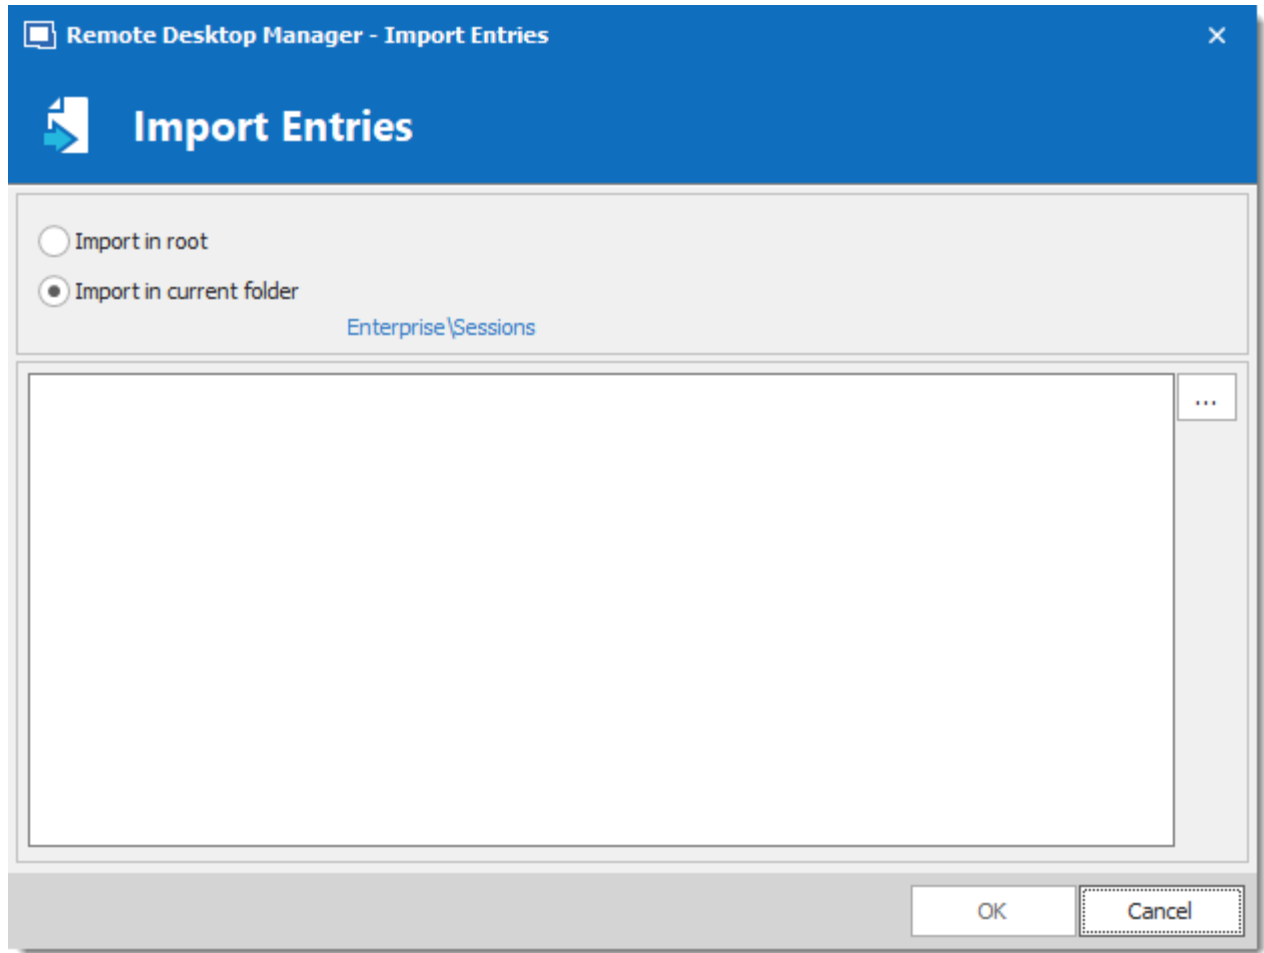 Remote Desktop Manager - Import Entries
Import Entries
Import in root
Import in current folder
Enterprise\Sessions
...
OK
Cancel